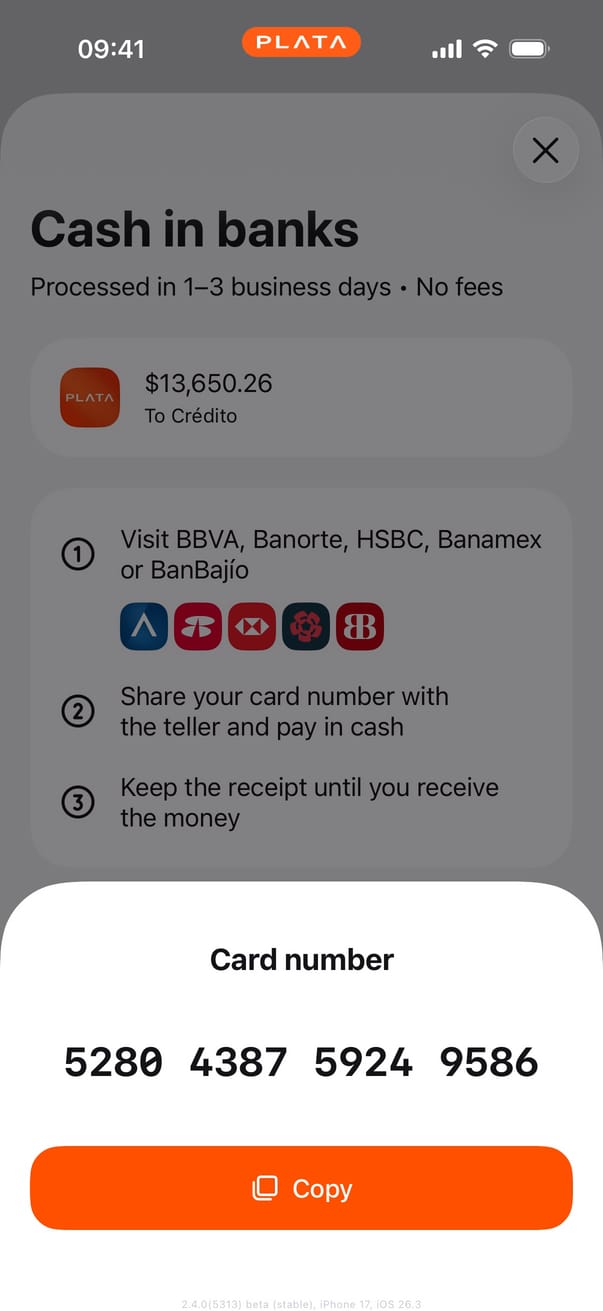 09:41
PLATA
Cash in banks
Processed in 1–3 business days • No fees
PLATA
$13,650.26
To Crédito
1
Visit BBVA, Banorte, HSBC, Banamex
or BanBajío
2
Share your card number with
the teller and pay in cash
3
Keep the receipt until you receive
the money
Card number
5280 4387 5924 9586
Copy
2.4.0(5313) beta (stable), iPhone 17, iOS 26.3